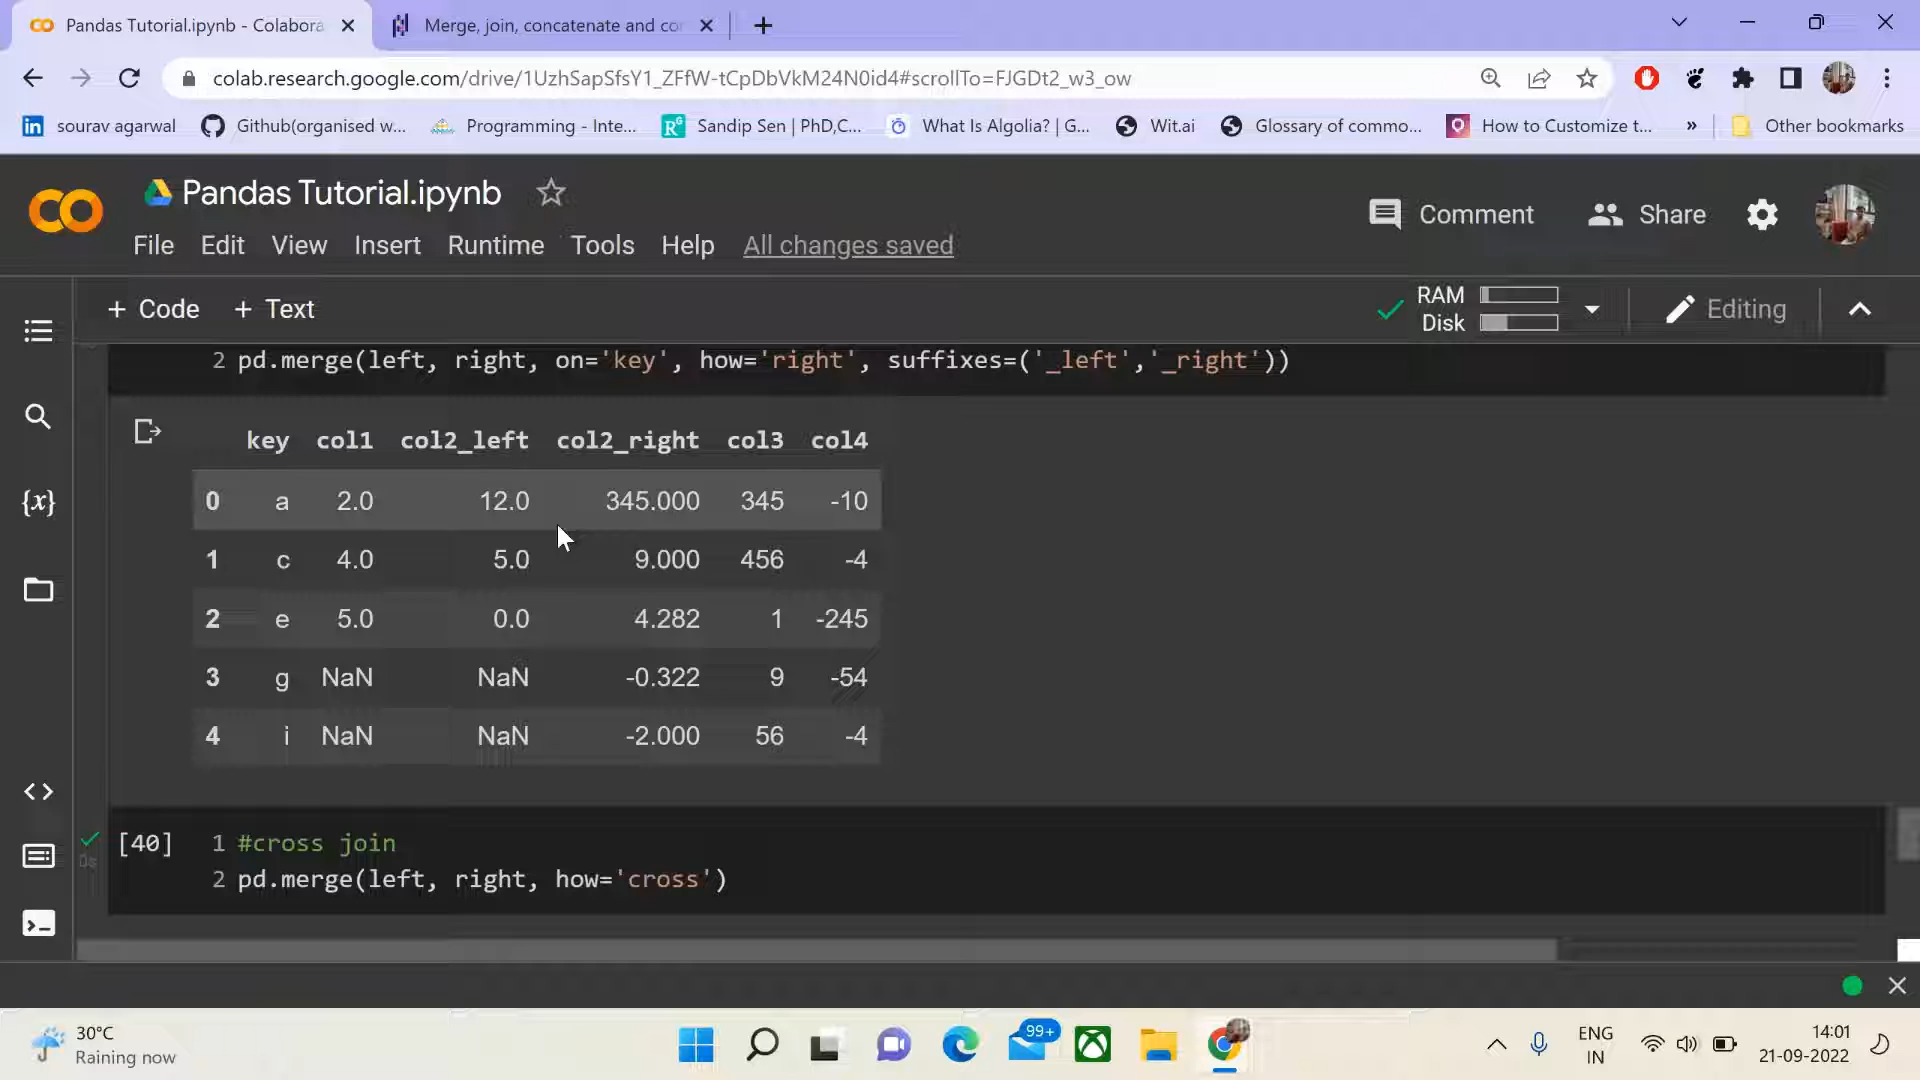 Pandas Tutorial.ipynb - Colabora
Merge, join, concatenate and co
colab.research.google.com/drive/1UzhSapSfsY1_ZFfW-tCpDbVkM24N0id4#scrollTo=FJGDt2_w3_ow
sourav agarwal
Github(organised w...
Programming - Inte...
Sandip Sen | PhD,C...
What Is Algolia? | G...
Wit.ai
Glossary of commo...
How to Customize t...
»
Other bookmarks
Pandas Tutorial.ipynb
Comment
Share
File Edit View Insert Runtime Tools Help All changes saved
+ Code + Text
RAM
Disk
Editing
2 pd.merge(left, right, on='key', how='right', suffixes=('_left','_right'))
key col1 col2_left col2_right col3 col4
0 a 2.0 12.0 345.000 345 -10
1 c 4.0 5.0 9.000 456 -4
2 e 5.0 0.0 4.282 1 -245
3 g NaN NaN -0.322 9 -54
4 i NaN NaN -2.000 56 -4
[40] 1 #cross join
2 pd.merge(left, right, how='cross')
30°C
Raining now
99+
ENG
IN
14:01
21-09-2022